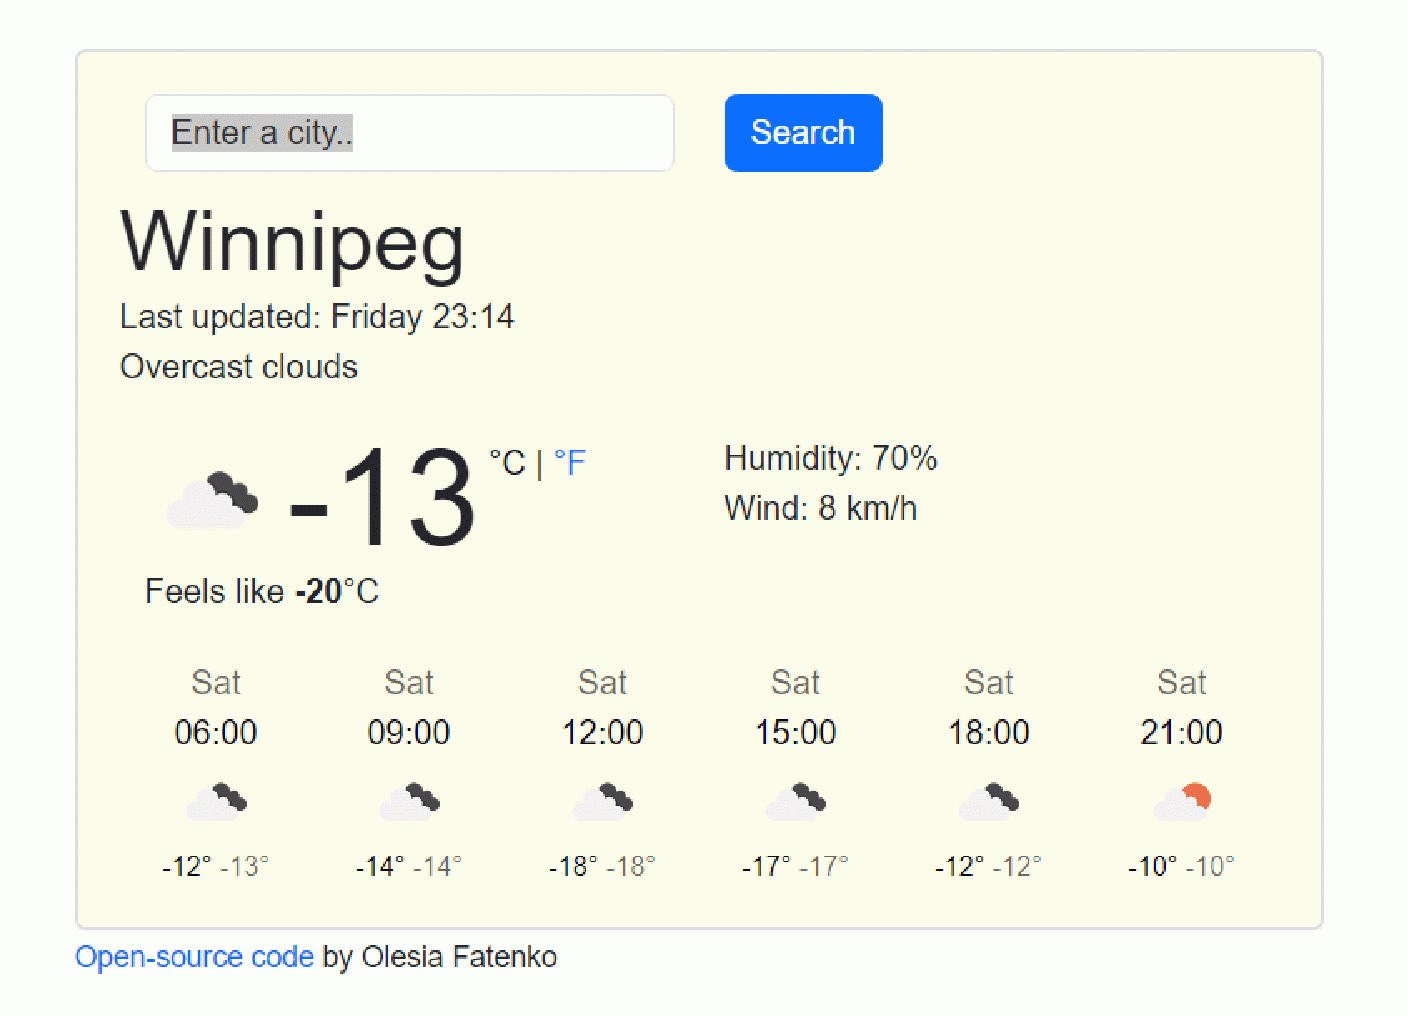 Enter a city..
Search
Winnipeg
Last updated: Friday 23:14
Overcast clouds
-13 °C | °F
Humidity: 70%
Wind: 8 km/h
Feels like -20°C
Sat Sat Sat Sat Sat Sat
06:00 09:00 12:00 15:00 18:00 21:00
-12° -13° -14° -14° -18° -18° -17° -17° -12° -12° -10° -10°
Open-source code by Olesia Fatenko